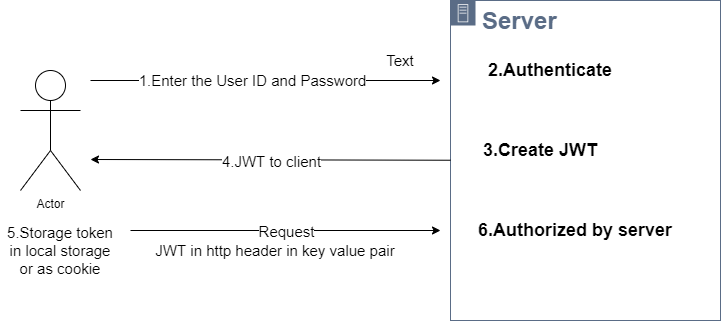 Server
Text
2.Authenticate
1.Enter the User ID and Password
3.Create JWT
4.JWT to client
Actor
5.Storage token
in local storage
or as cookie
Request
JWT in http header in key value pair
6.Authorized by server